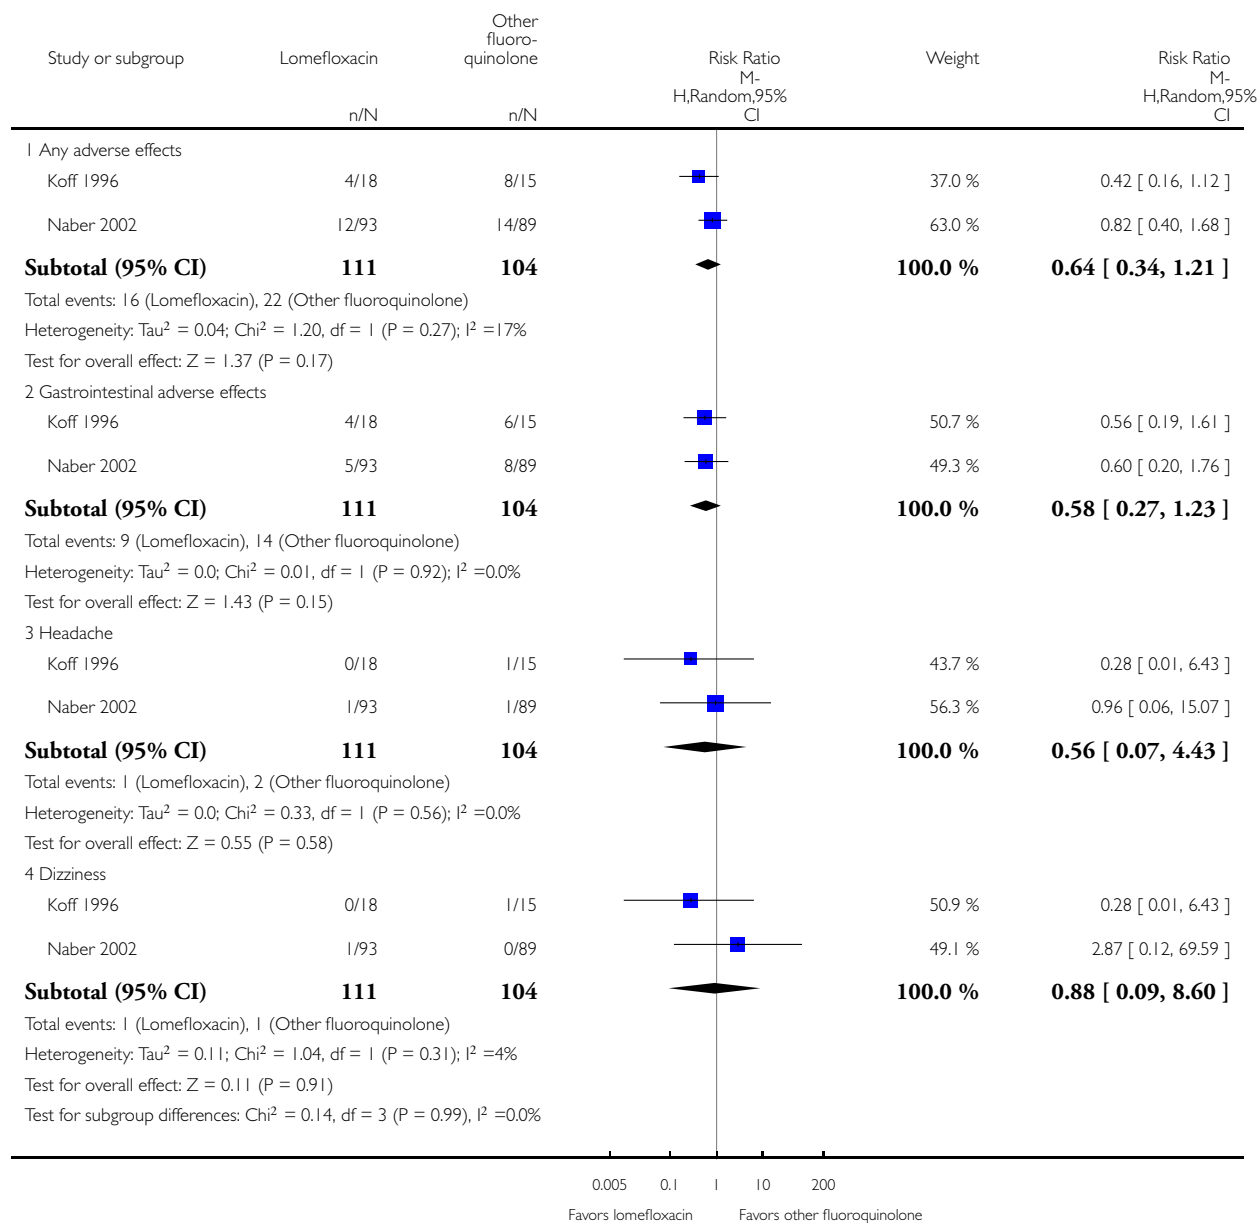 Other
fluoro-
Study or subgroup Lomefloxacin quinolone Risk Ratio Weight Risk Ratio
M- M-
H,Random,95% H,Random,95%
n/N n/N CI CI
1 Any adverse effects
Koff 1996 4/18 8/15 37.0 % 0.42 [ 0.16, 1.12 ]
Naber 2002 12/93 14/89 63.0 % 0.82 [ 0.40, 1.68 ]
Subtotal (95% CI) 111 104 100.0 % 0.64 [ 0.34, 1.21 ]
Total events: 16 (Lomefloxacin), 22 (Other fluoroquinolone)
Heterogeneity: Tau² = 0.04; Chi² = 1.20, df = 1 (P = 0.27); I² =17%
Test for overall effect: Z = 1.37 (P = 0.17)
2 Gastrointestinal adverse effects
Koff 1996 4/18 6/15 50.7 % 0.56 [ 0.19, 1.61 ]
Naber 2002 5/93 8/89 49.3 % 0.60 [ 0.20, 1.76 ]
Subtotal (95% CI) 111 104 100.0 % 0.58 [ 0.27, 1.23 ]
Total events: 9 (Lomefloxacin), 14 (Other fluoroquinolone)
Heterogeneity: Tau² = 0.0; Chi² = 0.01, df = 1 (P = 0.92); I² =0.0%
Test for overall effect: Z = 1.43 (P = 0.15)
3 Headache
Koff 1996 0/18 1/15 43.7 % 0.28 [ 0.01, 6.43 ]
Naber 2002 1/93 1/89 56.3 % 0.96 [ 0.06, 15.07 ]
Subtotal (95% CI) 111 104 100.0 % 0.56 [ 0.07, 4.43 ]
Total events: 1 (Lomefloxacin), 2 (Other fluoroquinolone)
Heterogeneity: Tau² = 0.0; Chi² = 0.33, df = 1 (P = 0.56); I² =0.0%
Test for overall effect: Z = 0.55 (P = 0.58)
4 Dizziness
Koff 1996 0/18 1/15 50.9 % 0.28 [ 0.01, 6.43 ]
Naber 2002 1/93 0/89 49.1 % 2.87 [ 0.12, 69.59 ]
Subtotal (95% CI) 111 104 100.0 % 0.88 [ 0.09, 8.60 ]
Total events: 1 (Lomefloxacin), 1 (Other fluoroquinolone)
Heterogeneity: Tau² = 0.11; Chi² = 1.04, df = 1 (P = 0.31); I² =4%
Test for overall effect: Z = 0.11 (P = 0.91)
Test for subgroup differences: Chi² = 0.14, df = 3 (P = 0.99), I² =0.0%
0.005 0.1 1 10 200
Favors lomefloxacin Favors other fluoroquinolone